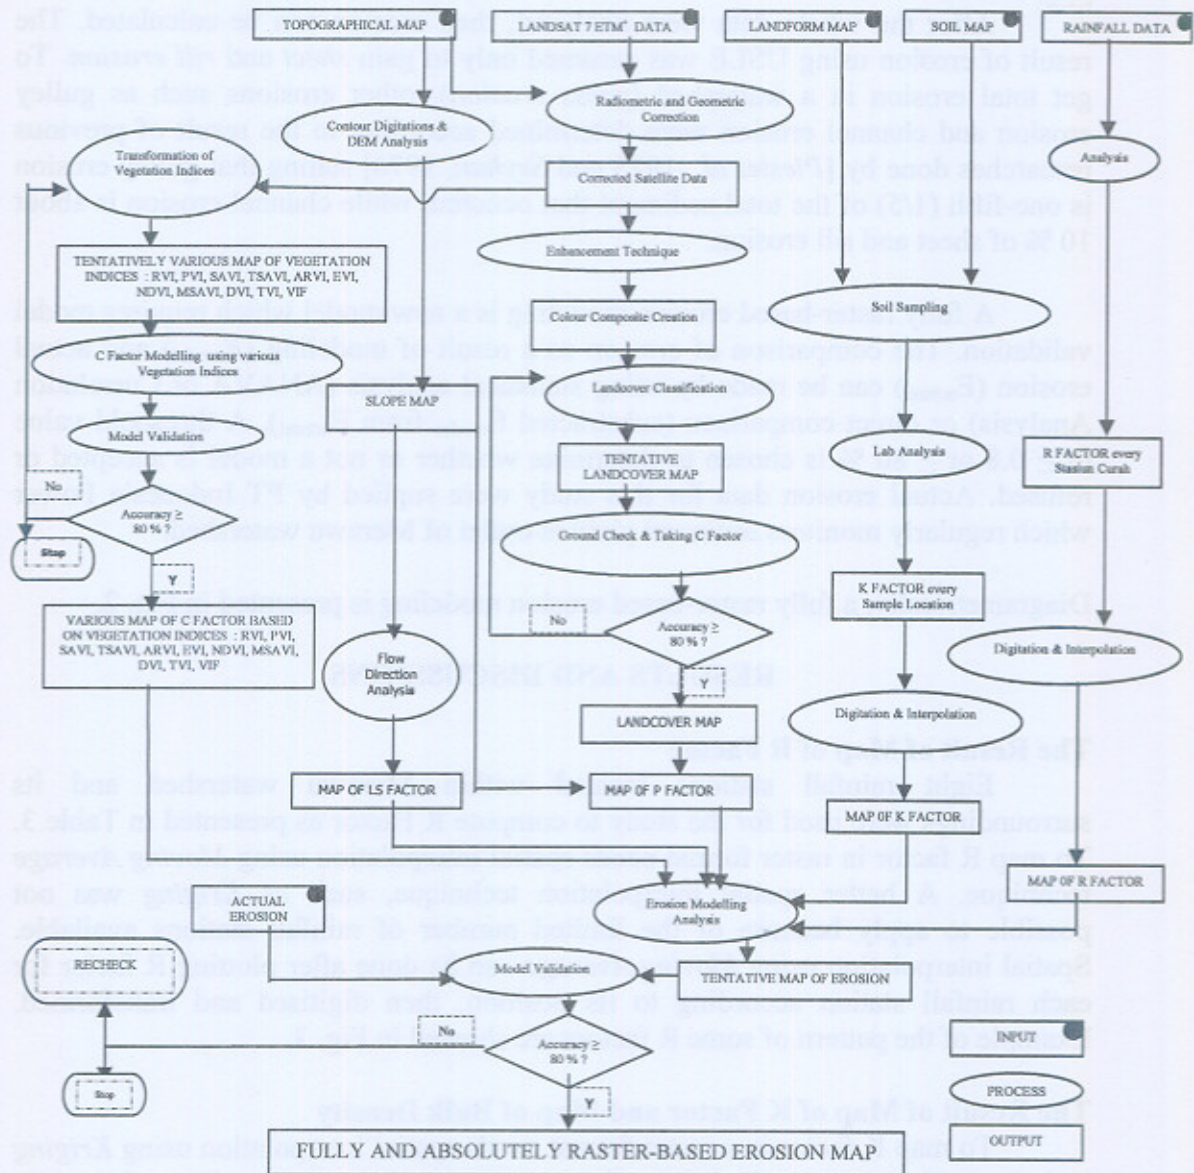 TOPOGRAPHICAL MAP
LANDSAT 7 ETM+ DATA
LANDFORM MAP
SOIL MAP
RAINFALL DATA
Radiometric and Geometric
Correction
Contour Digitations &
DEM Analysis
Transformation of
Vegetation Indices
Analysis
Corrected Satellite Data
Enhancement Technique
TENTATIVELY VARIOUS MAP OF VEGETATION
INDICES : RVI, PVI, SAVI, TSAVI, ARVI, EVI,
NDVI, MSAVI, DVI, TVI, VIF
Soil Sampling
Colour Composite Creation
C Factor Modelling using various
Vegetation Indices
Landcover Classification
SLOPE MAP
Model Validation
Lab Analysis
R FACTOR every
Stasiun Curah
TENTATIVE
LANDCOVER MAP
No
Accuracy ≥
80 % ?
Stop
Ground Check & Taking C Factor
Y
K FACTOR every
Sample Location
VARIOUS MAP OF C FACTOR BASED
ON VEGETATION INDICES : RVI, PVI,
SAVI, TSAVI, ARVI, EVI, NDVI, MSAVI,
DVI, TVI, VIF
No
Accuracy ≥
80 % ?
Digitation & Interpolation
Flow
Direction
Analysis
Y
LANDCOVER MAP
Digitation & Interpolation
MAP OF LS FACTOR
MAP OF P FACTOR
MAP OF K FACTOR
MAP OF R FACTOR
ACTUAL
EROSION
Erosion Modelling
Analysis
RECHECK
Model Validation
TENTATIVE MAP OF EROSION
No
Accuracy ≥
80 % ?
INPUT
Stop
Y
PROCESS
OUTPUT
FULLY AND ABSOLUTELY RASTER-BASED EROSION MAP